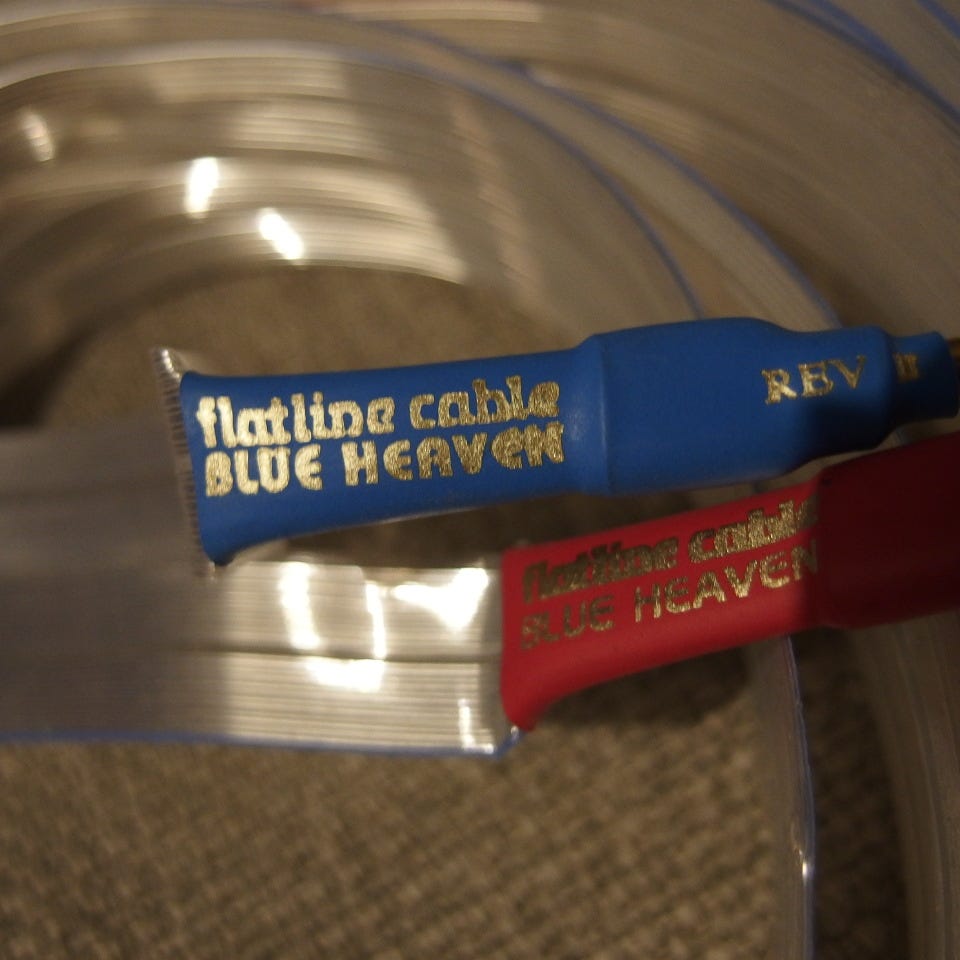 flatline cable
BLUE HEAVEN
REV II
flatline cable
BLUE HEAVEN